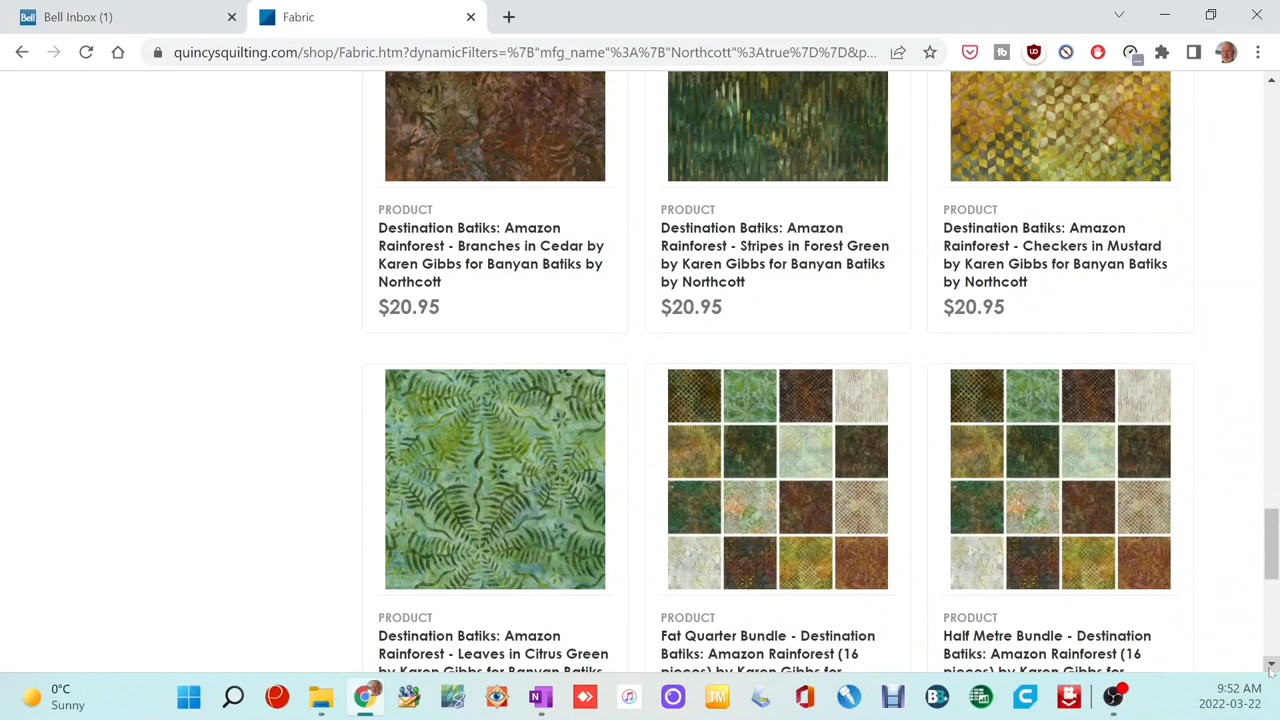 Bell Inbox (1)
Fabric
quincysquilting.com/shop/Fabric.htm?dynamicFilters=%7B"mfg_name"%3A%7B"Northcott"%3Atrue%7D%7D&p...
PRODUCT
Destination Batiks: Amazon
Rainforest - Branches in Cedar by
Karen Gibbs for Banyan Batiks by
Northcott
$20.95
PRODUCT
Destination Batiks: Amazon
Rainforest - Stripes in Forest Green
by Karen Gibbs for Banyan Batiks
by Northcott
$20.95
PRODUCT
Destination Batiks: Amazon
Rainforest - Checkers in Mustard
by Karen Gibbs for Banyan Batiks
by Northcott
$20.95
PRODUCT
Destination Batiks: Amazon
Rainforest - Leaves in Citrus Green
by Karen Gibbs for Banyan Batiks
PRODUCT
Fat Quarter Bundle - Destination
Batiks: Amazon Rainforest (16
pieces) by Karen Gibbs for
PRODUCT
Half Metre Bundle - Destination
Batiks: Amazon Rainforest (16
pieces) by Karen Gibbs for
0°C
Sunny
9:52 AM
2022-03-22